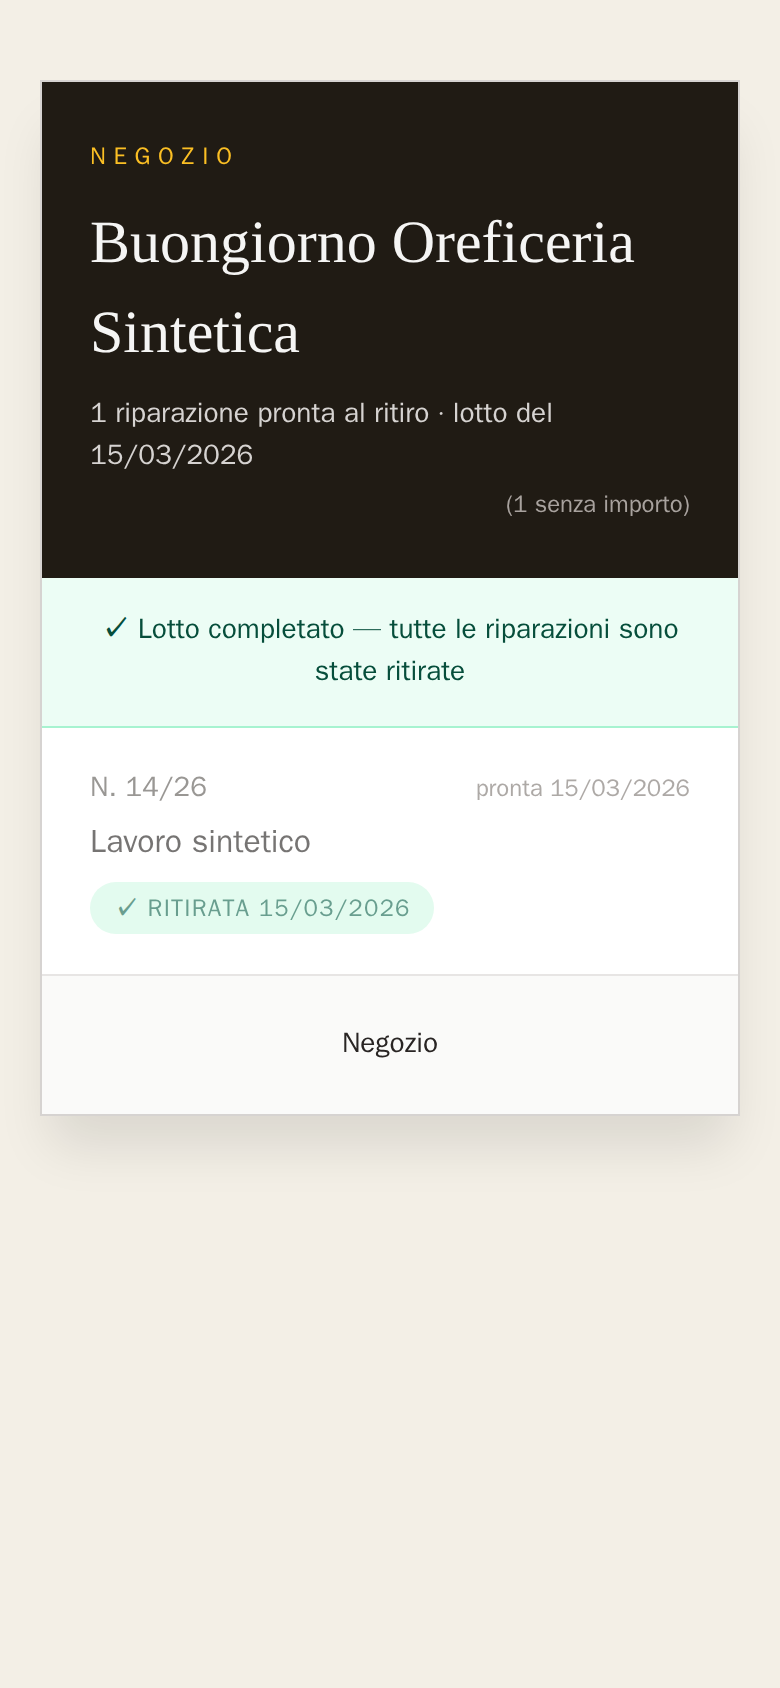 NEGOZIO
Buongiorno Oreficeria
Sintetica
1 riparazione pronta al ritiro · lotto del
15/03/2026
(1 senza importo)
✓ Lotto completato — tutte le riparazioni sono
state ritirate
N. 14/26
pronta 15/03/2026
Lavoro sintetico
✓ RITIRATA 15/03/2026
Negozio